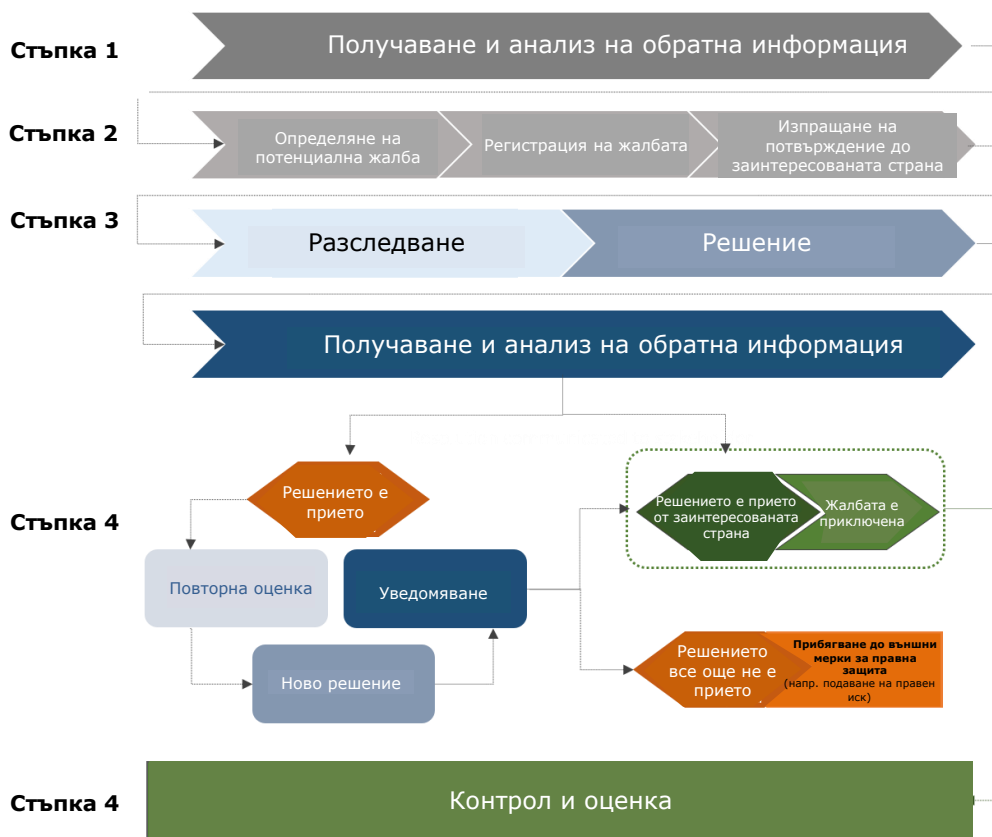 Стъпка 1
Получаване и анализ на обратна информация
Стъпка 2
Определяне на
потенциална жалба
Регистрация на жалбата
Изпращане на
потвърждение до
заинтересованата страна
Стъпка 3
Разследване
Решение
Получаване и анализ на обратна информация
Стъпка 4
Решението е
прието
Решението е прието
от заинтересованата
страна
Жалбата е
приключена
Повторна оценка
Уведомяване
Ново решение
Решението
все още не е
прието
Прибягване до външни
мерки за правна
защита
(напр. подаване на правен
иск)
Стъпка 4
Контрол и оценка